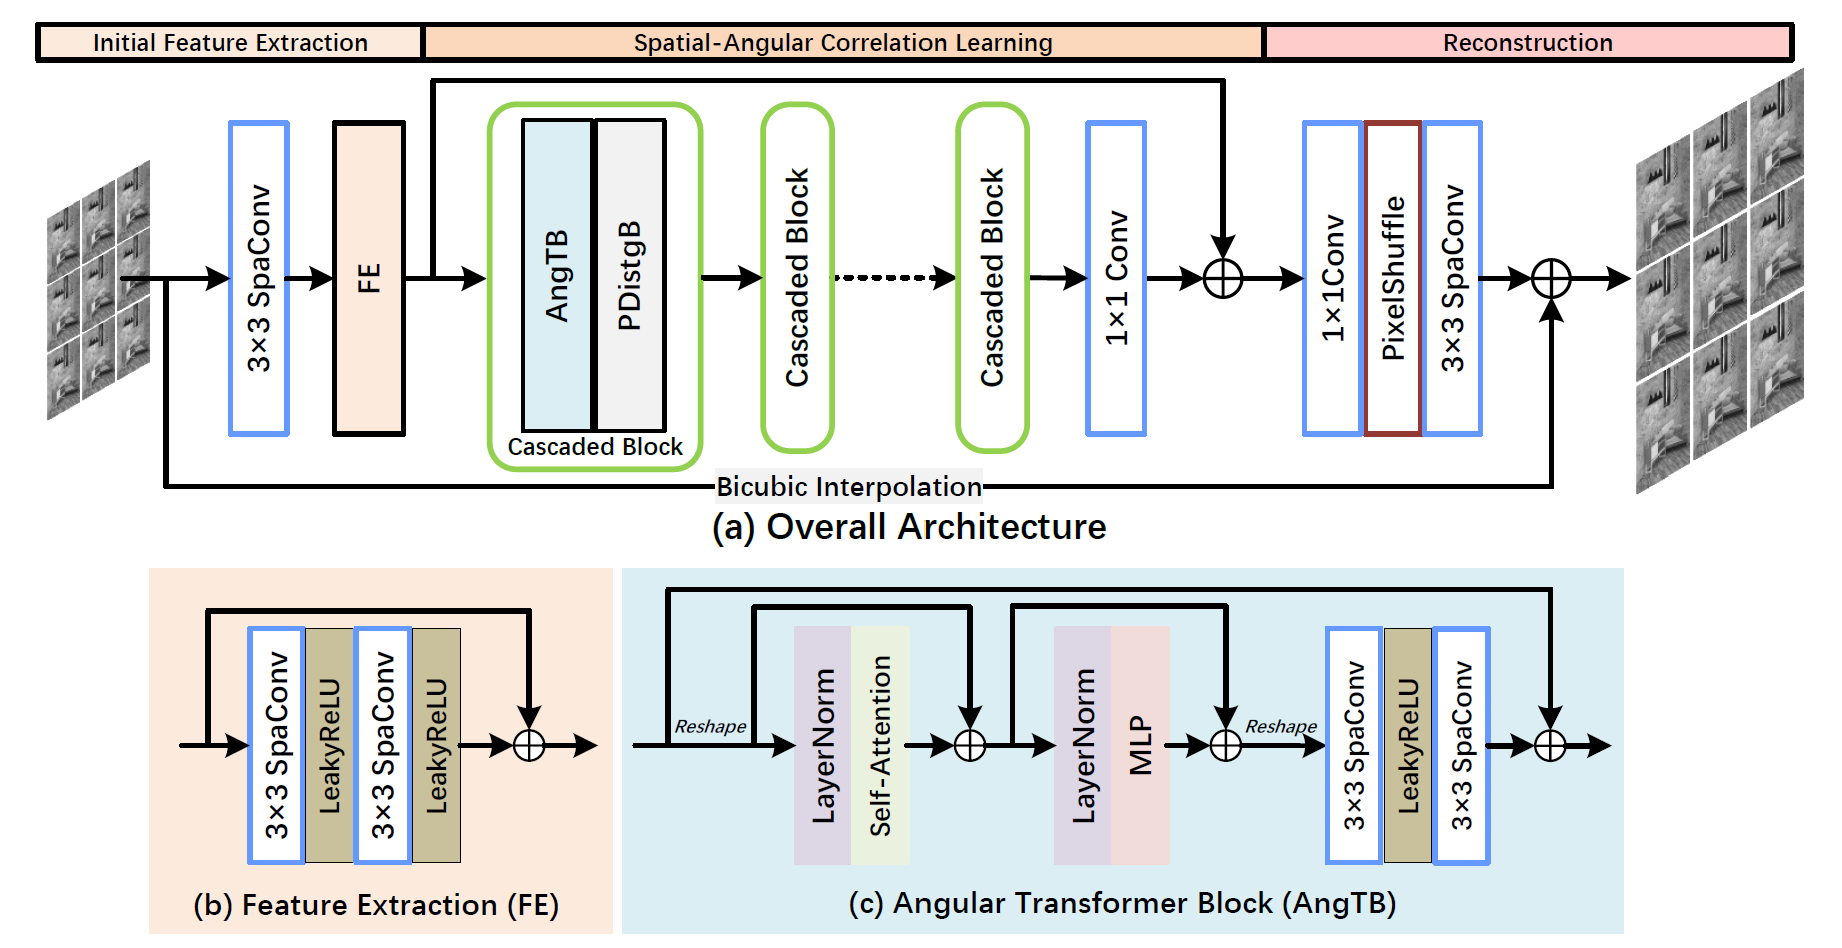 Initial Feature Extraction
Spatial-Angular Correlation Learning
Reconstruction
3×3 SpaConv
FE
AngTB
PDistgB
Cascaded Block
Cascaded Block
Cascaded Block
1×1 Conv
1×1Conv
PixelShuffle
3×3 SpaConv
Bicubic Interpolation
(a) Overall Architecture
3×3 SpaConv
LeakyReLU
3×3 SpaConv
LeakyReLU
(b) Feature Extraction (FE)
Reshape
LayerNorm
Self-Attention
LayerNorm
MLP
Reshape
3×3 SpaConv
LeakyReLU
3×3 SpaConv
(c) Angular Transformer Block (AngTB)